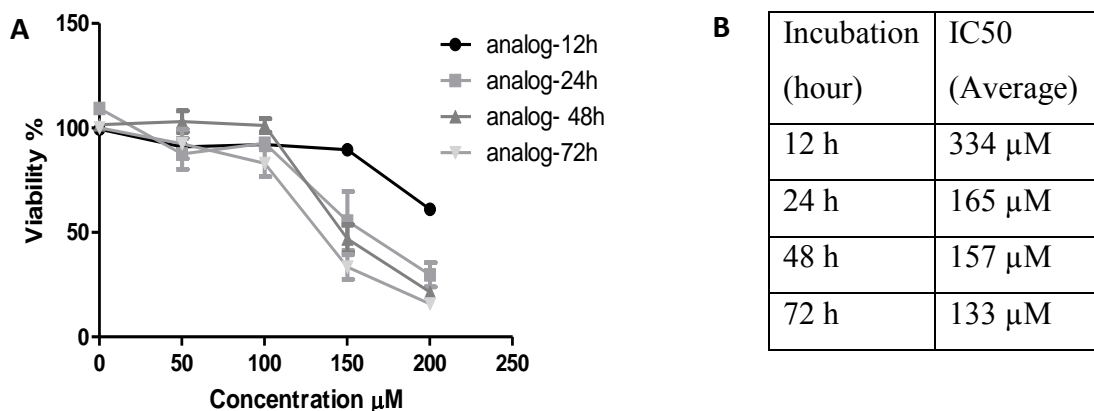 A
150
100
50
0
Viability %
0 50 100 150 200 250
Concentration μM
analog-12h
analog-24h
analog- 48h
analog-72h
B
Incubation
(hour)
IC50
(Average)
12 h 334 µM
24 h 165 µM
48 h 157 µM
72 h 133 µM